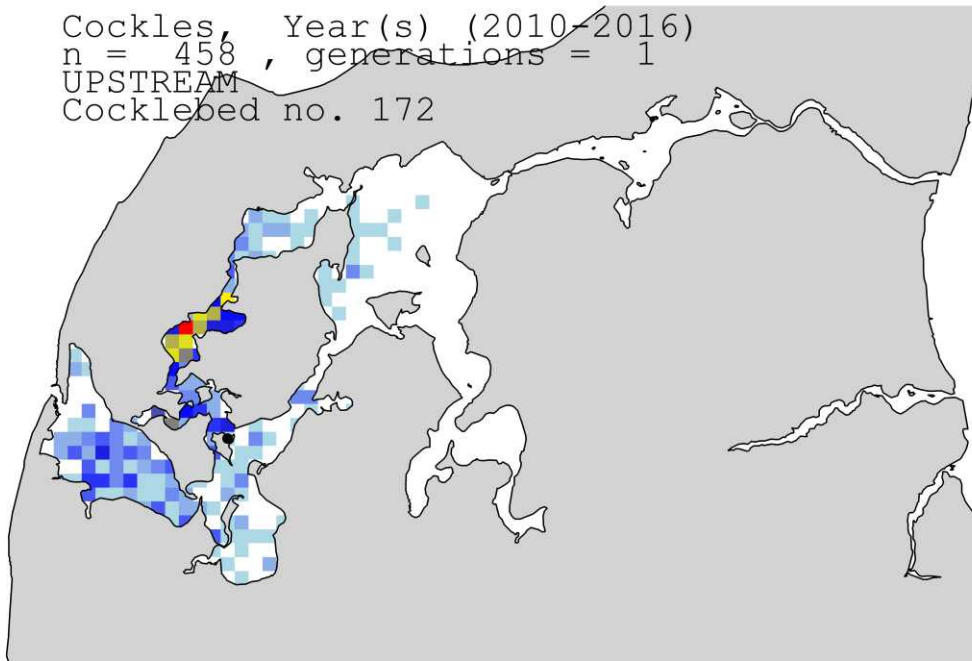 Cockles,  Year(s) (2010-2016)
n =  458 , generations =  1
UPSTREAM
Cocklebed no. 172